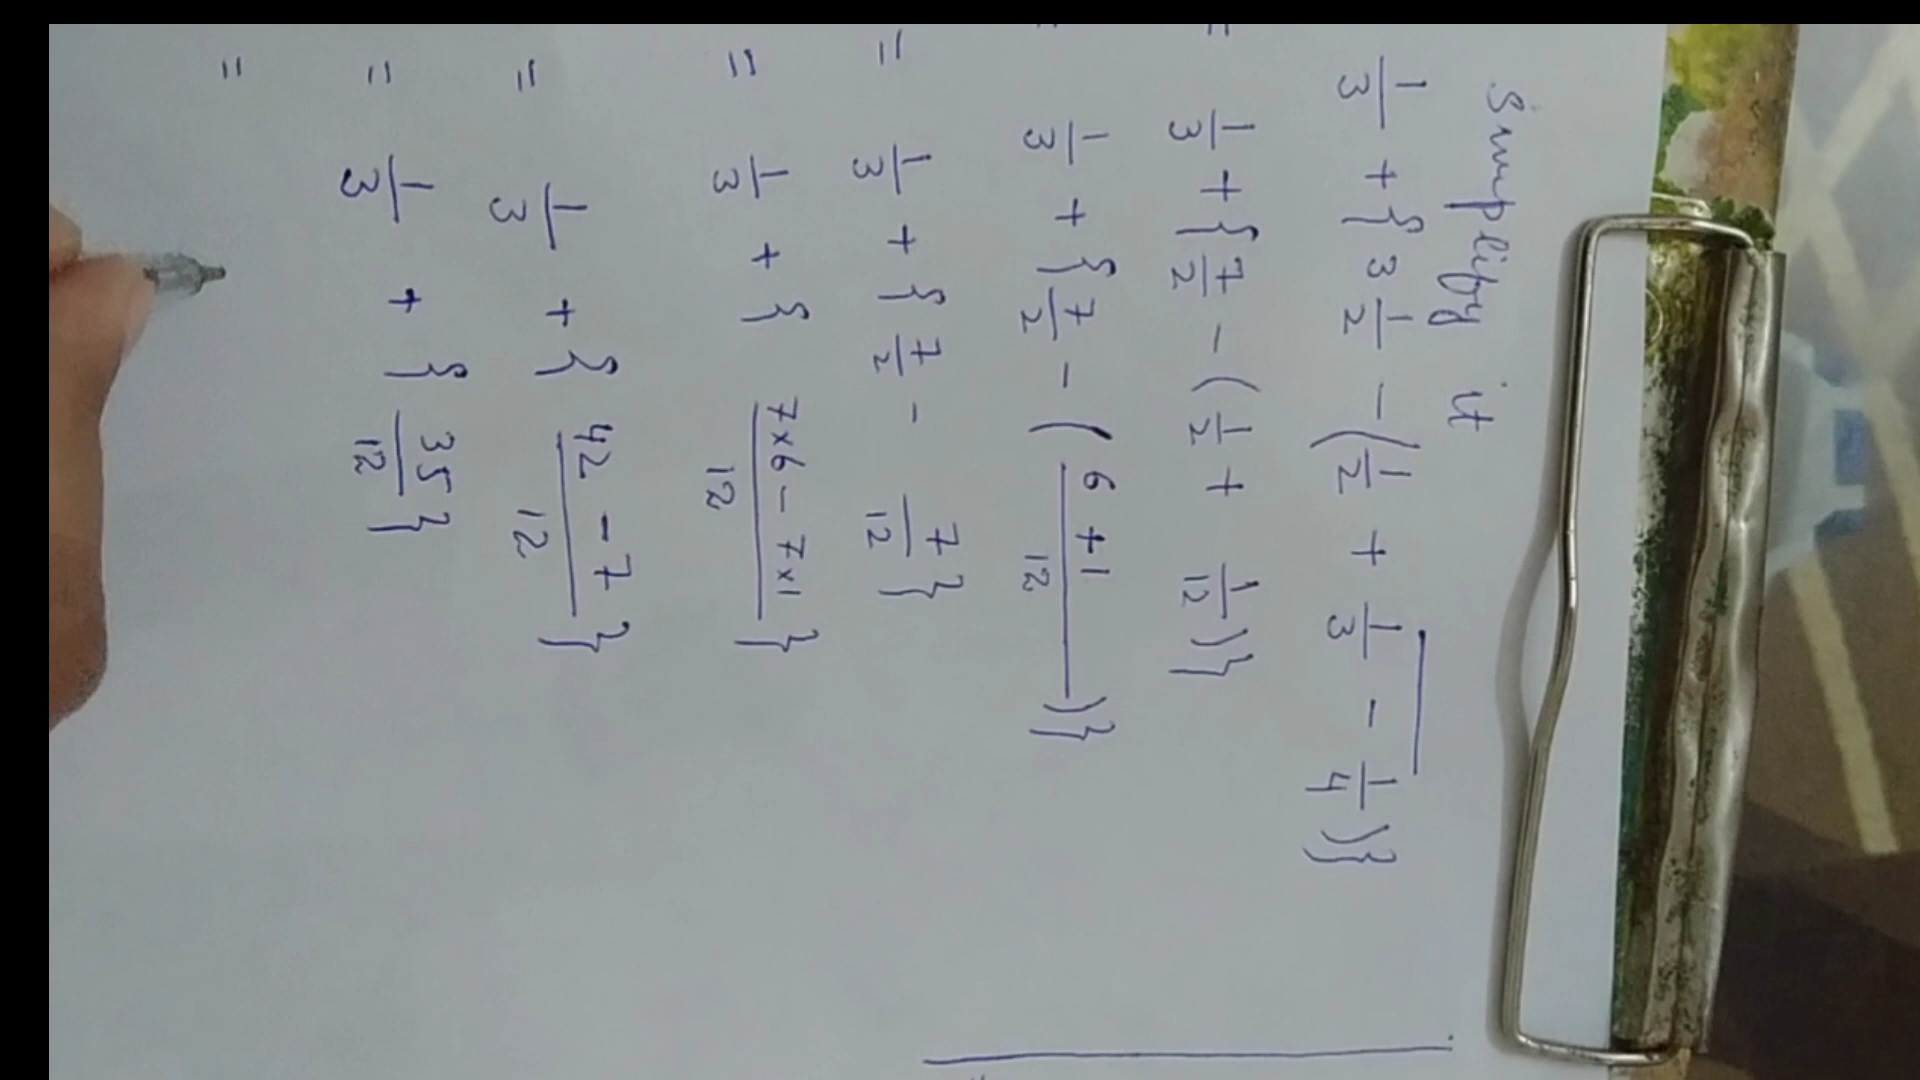 Simplify it
1/3 + { 3 1/2 - ( 1/2 + 1/3 - 1/4 ) }
= 1/3 + { 7/2 - ( 1/2 + 1/12 ) }
= 1/3 + { 7/2 - ( 6 + 1 / 12 ) }
= 1/3 + { 7/2 - 7/12 }
= 1/3 + { 7×6 - 7×1 / 12 }
= 1/3 + { 42 - 7 / 12 }
= 1/3 + { 35/12 }
=